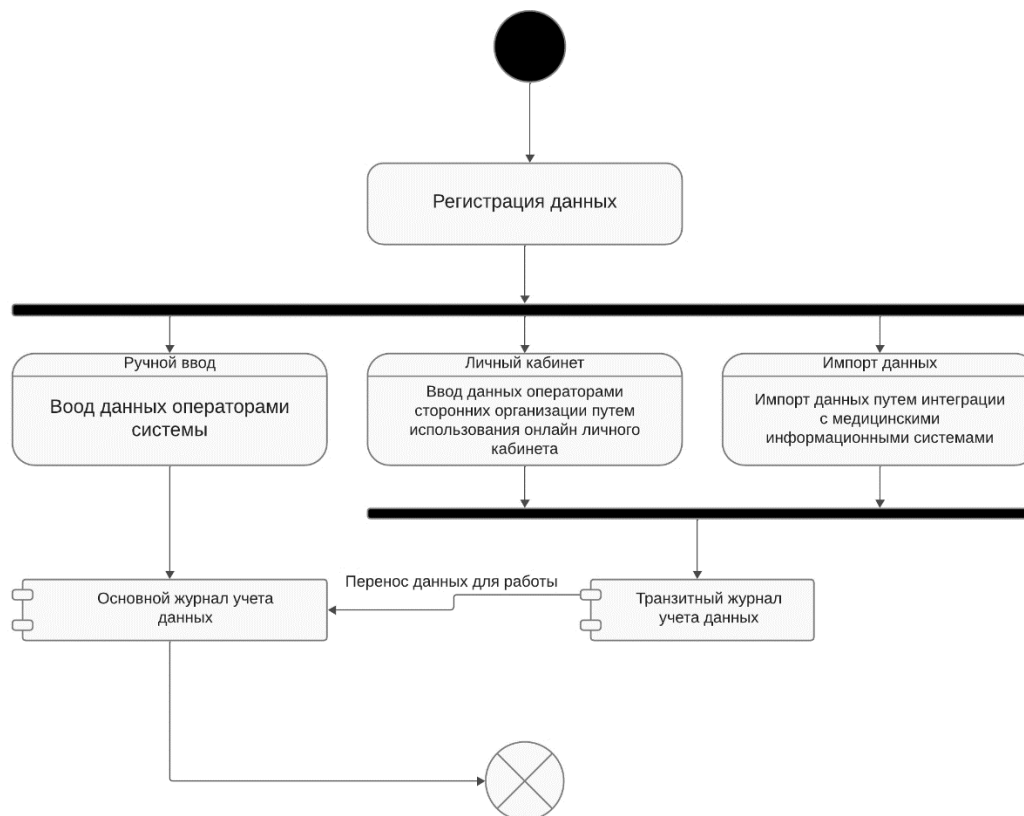 Регистрация данных
Ручной ввод
Воод данных операторами
системы
Личный кабинет
Ввод данных операторами
сторонних организации путем
использования онлайн личного
кабинета
Импорт данных
Импорт данных путем интеграции
с медицинскими
информационными системами
Основной журнал учета
данных
Перенос данных для работы
Транзитный журнал
учета данных